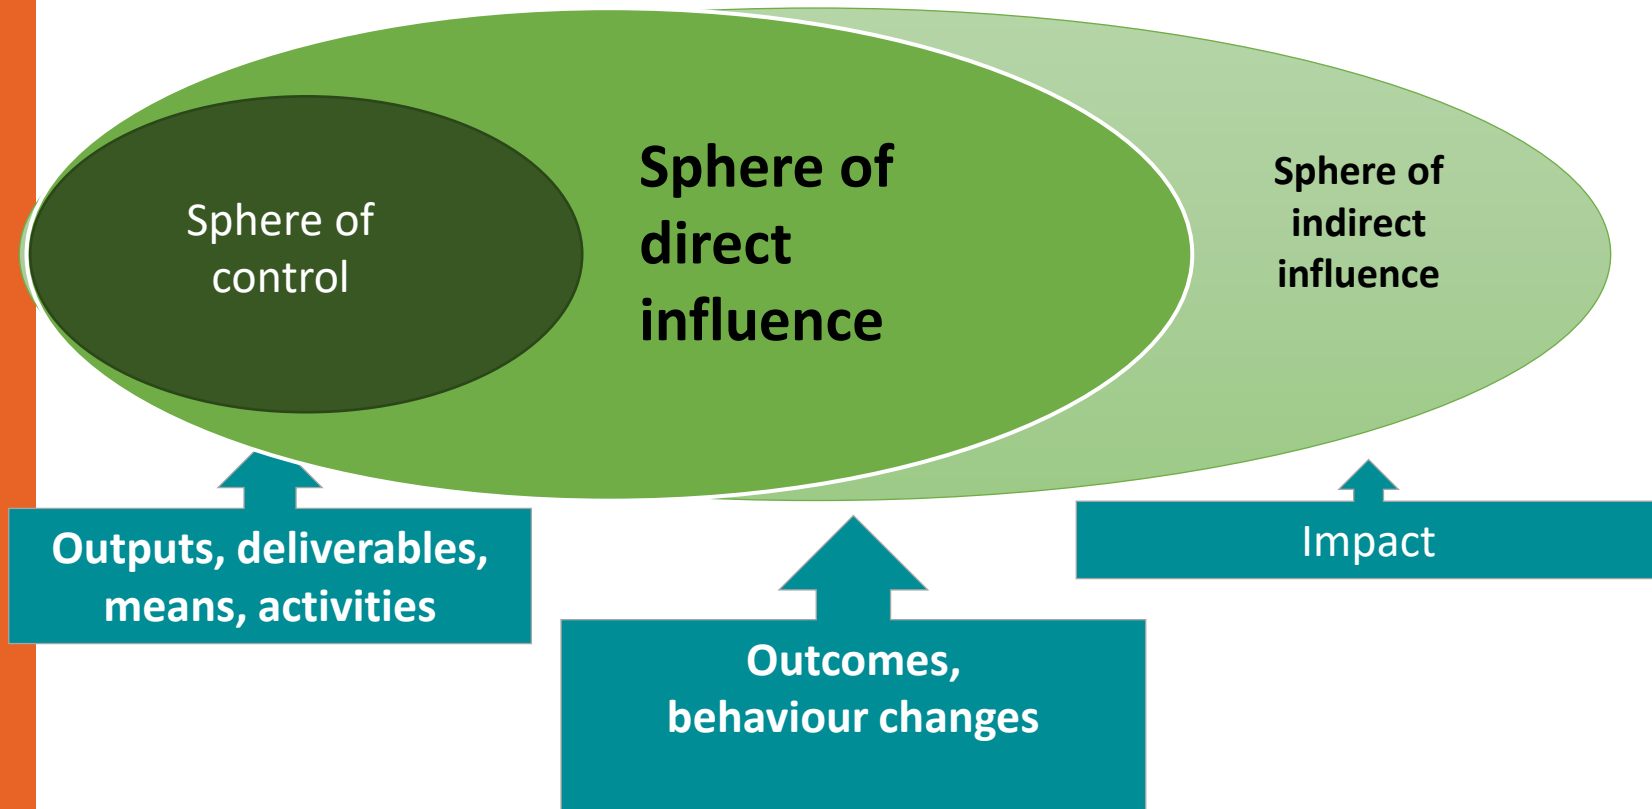 Sphere of
control
Sphere of
direct
influence
Sphere of
indirect
influence
Outputs, deliverables,
means, activities
Outcomes,
behaviour changes
Impact